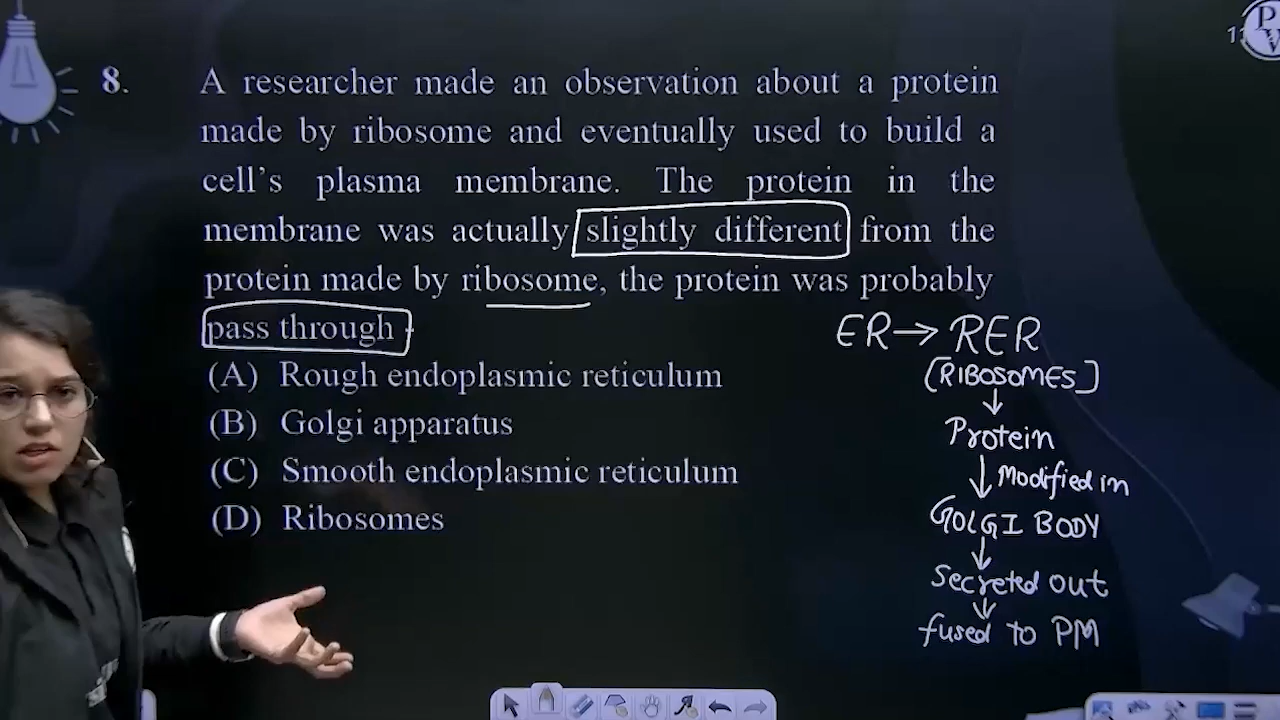 8.
A researcher made an observation about a protein
made by ribosome and eventually used to build a
cell's plasma membrane. The protein in the
membrane was actually slightly different from the
protein made by ribosome, the protein was probably
pass through
ER → RER
(A) Rough endoplasmic reticulum
[RIBOSOMES]
↓
(B) Golgi apparatus
Protein
↓ Modified in
(C) Smooth endoplasmic reticulum
(D) Ribosomes
GOLGI BODY
↓
Secreted out
↓
fused to PM